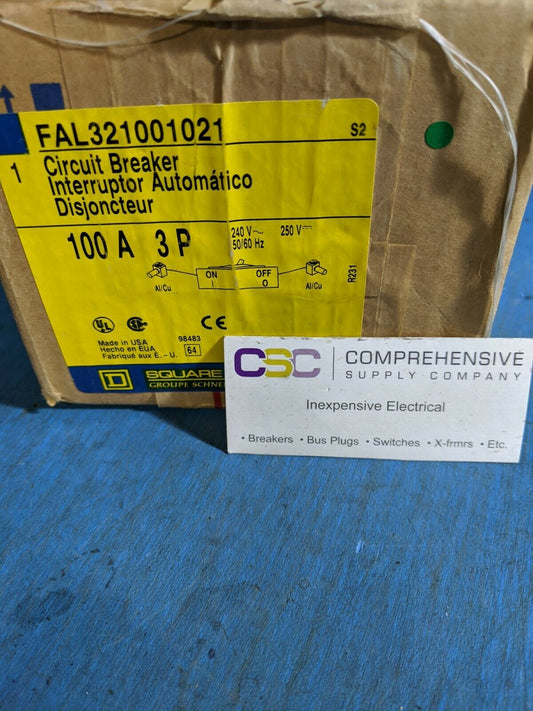 FAL321001021
S2
1
Circuit Breaker
Interruptor Automático
Disjoncteur
100 A 3 P
240 V~
50/60 Hz
250 V
ON
I
OFF
O
Al/Cu
Al/Cu
R231
UL
CE
Made in USA
Hecho en EUA
Fabriqué aux E.-U.
98483
64
D
SQUARE
GROUPE SCHNE
CSC
COMPREHENSIVE
SUPPLY COMPANY
Inexpensive Electrical
• Breakers • Bus Plugs • Switches • X-frmrs • Etc.